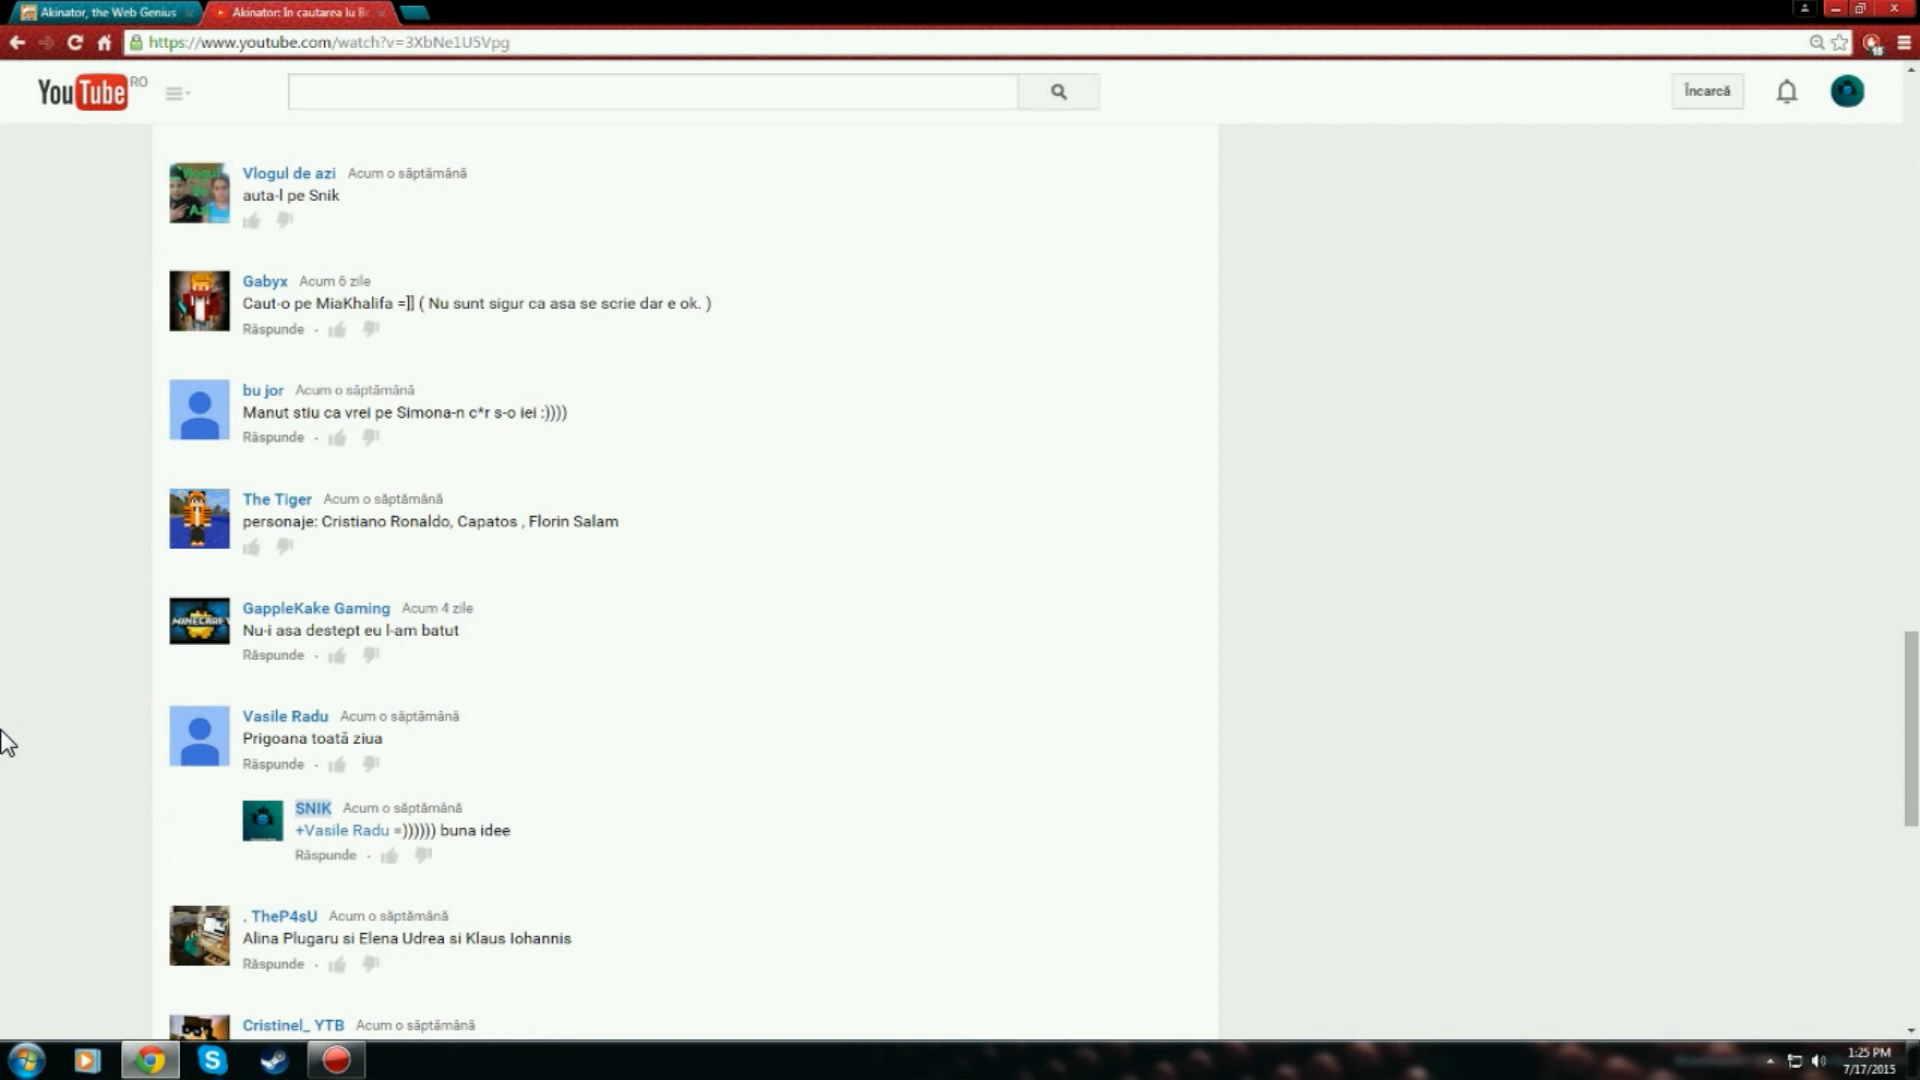 Akinator, the Web Genius
Akinator: In cautarea lu B
https://www.youtube.com/watch?v=3XbNe1U5Vpg
YouTube RO
Încarcă
Vlogul de azi Acum o săptămână
auta-l pe Snik
Gabyx Acum 6 zile
Caut-o pe MiaKhalifa =]] ( Nu sunt sigur ca asa se scrie dar e ok. )
Răspunde
bu jor Acum o săptămână
Manut stiu ca vrei pe Simona-n c*r s-o iei :))))
Răspunde
The Tiger Acum o săptămână
personaje: Cristiano Ronaldo, Capatos , Florin Salam
GappleKake Gaming Acum 4 zile
Nu-i asa destept eu l-am batut
Răspunde
Vasile Radu Acum o săptămână
Prigoana toată ziua
Răspunde
SNIK Acum o săptămână
+Vasile Radu =)))))) buna idee
Răspunde
. TheP4sU Acum o săptămână
Alina Plugaru si Elena Udrea si Klaus Iohannis
Răspunde
Cristinel_ YTB Acum o săptămână
1:25 PM
7/17/2015